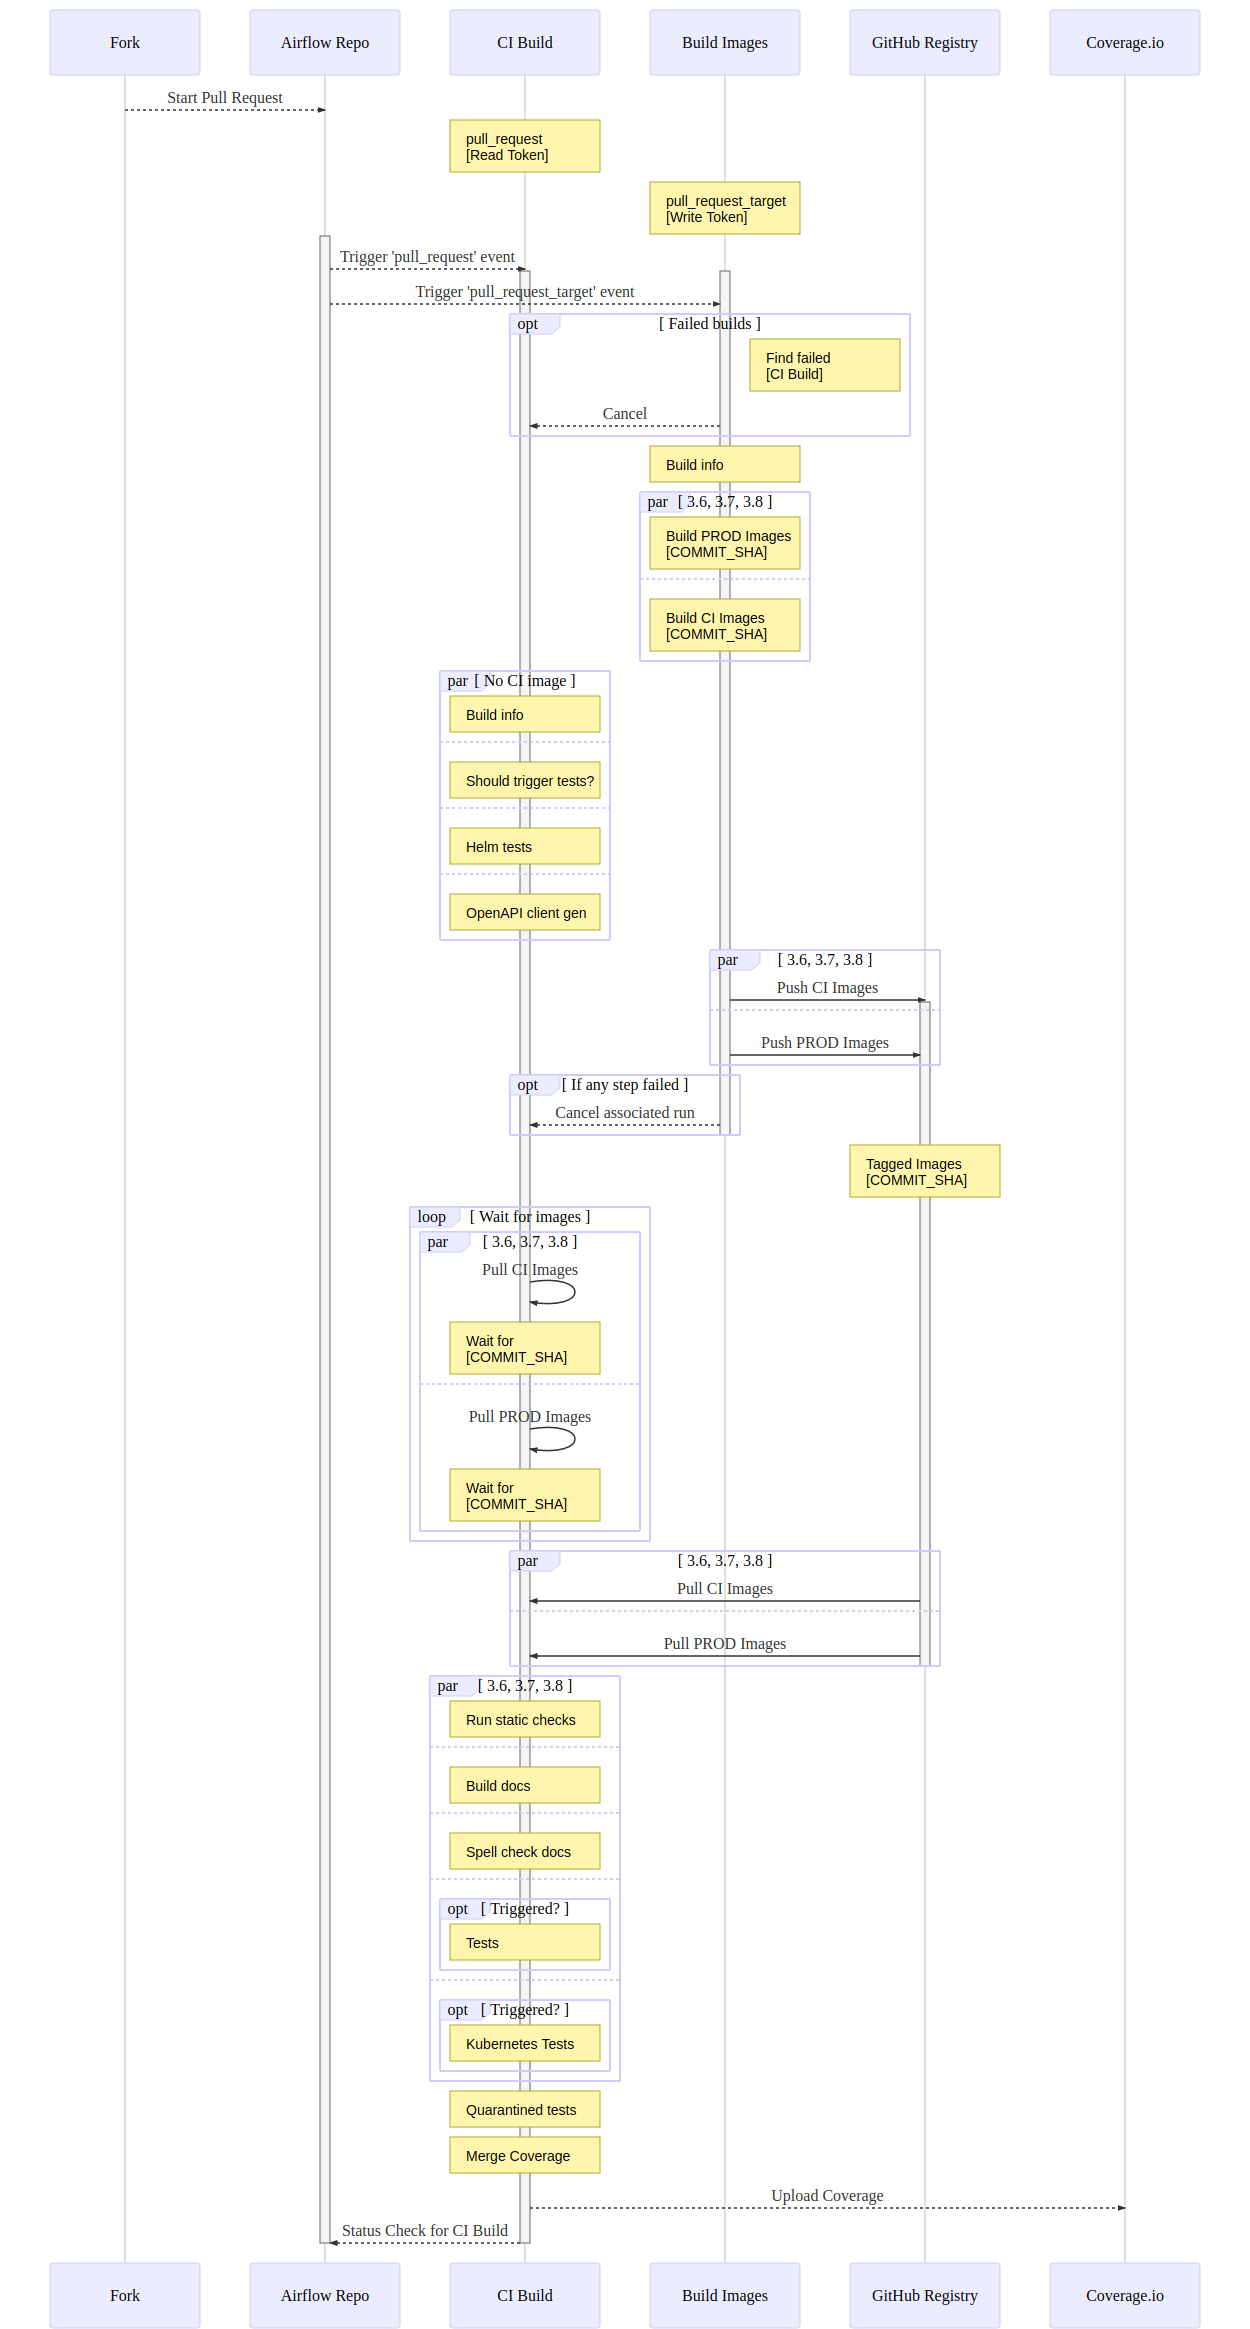 Fork
Airflow Repo
CI Build
Build Images
GitHub Registry
Coverage.io
Start Pull Request
pull_request
[Read Token]
pull_request_target
[Write Token]
Trigger 'pull_request' event
Trigger 'pull_request_target' event
opt
[ Failed builds ]
Find failed
[CI Build]
Cancel
Build info
par
[ 3.6, 3.7, 3.8 ]
Build PROD Images
[COMMIT_SHA]
Build CI Images
[COMMIT_SHA]
par
[ No CI image ]
Build info
Should trigger tests?
Helm tests
OpenAPI client gen
par
[ 3.6, 3.7, 3.8 ]
Push CI Images
Push PROD Images
opt
[ If any step failed ]
Cancel associated run
Tagged Images
[COMMIT_SHA]
loop
[ Wait for images ]
par
[ 3.6, 3.7, 3.8 ]
Pull CI Images
Wait for
[COMMIT_SHA]
Pull PROD Images
Wait for
[COMMIT_SHA]
par
[ 3.6, 3.7, 3.8 ]
Pull CI Images
Pull PROD Images
par
[ 3.6, 3.7, 3.8 ]
Run static checks
Build docs
Spell check docs
opt
[ Triggered? ]
Tests
opt
[ Triggered? ]
Kubernetes Tests
Quarantined tests
Merge Coverage
Upload Coverage
Status Check for CI Build
Fork
Airflow Repo
CI Build
Build Images
GitHub Registry
Coverage.io